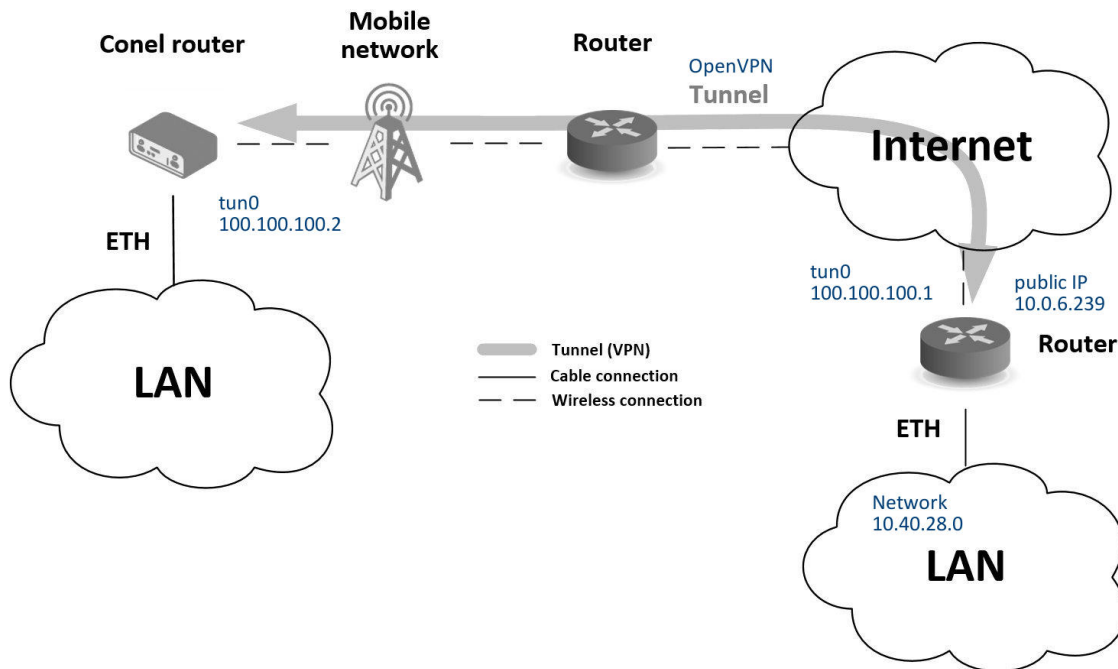 Conel router
Mobile
network
Router
OpenVPN
Tunnel
Internet
tun0
100.100.100.2
ETH
LAN
tun0
100.100.100.1
public IP
10.0.6.239
Router
Tunnel (VPN)
Cable connection
Wireless connection
ETH
Network
10.40.28.0
LAN